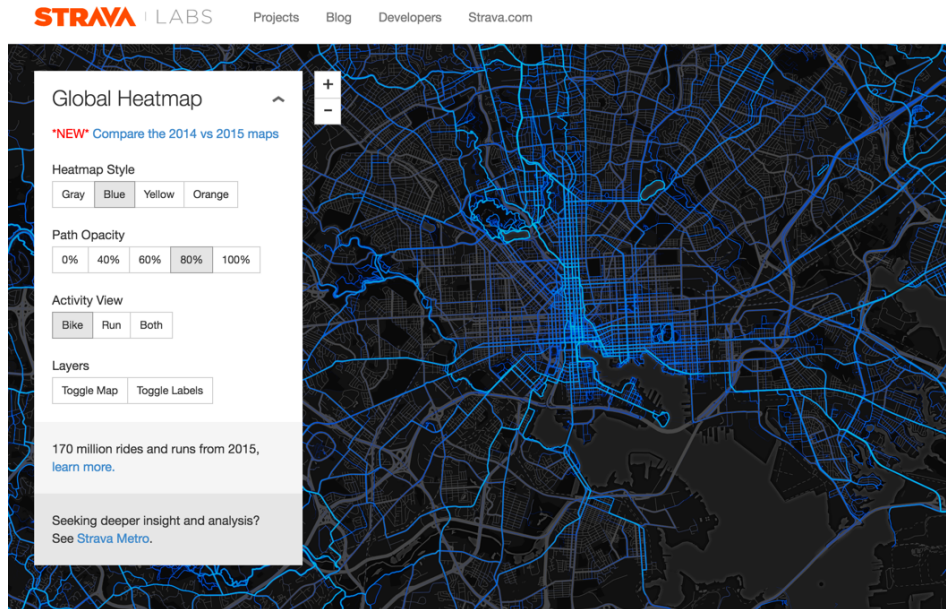 STRAVA | LABS Projects Blog Developers Strava.com
Global Heatmap
+
-
*NEW* Compare the 2014 vs 2015 maps
Heatmap Style
Gray Blue Yellow Orange
Path Opacity
0% 40% 60% 80% 100%
Activity View
Bike Run Both
Layers
Toggle Map Toggle Labels
170 million rides and runs from 2015,
learn more.
Seeking deeper insight and analysis?
See Strava Metro.